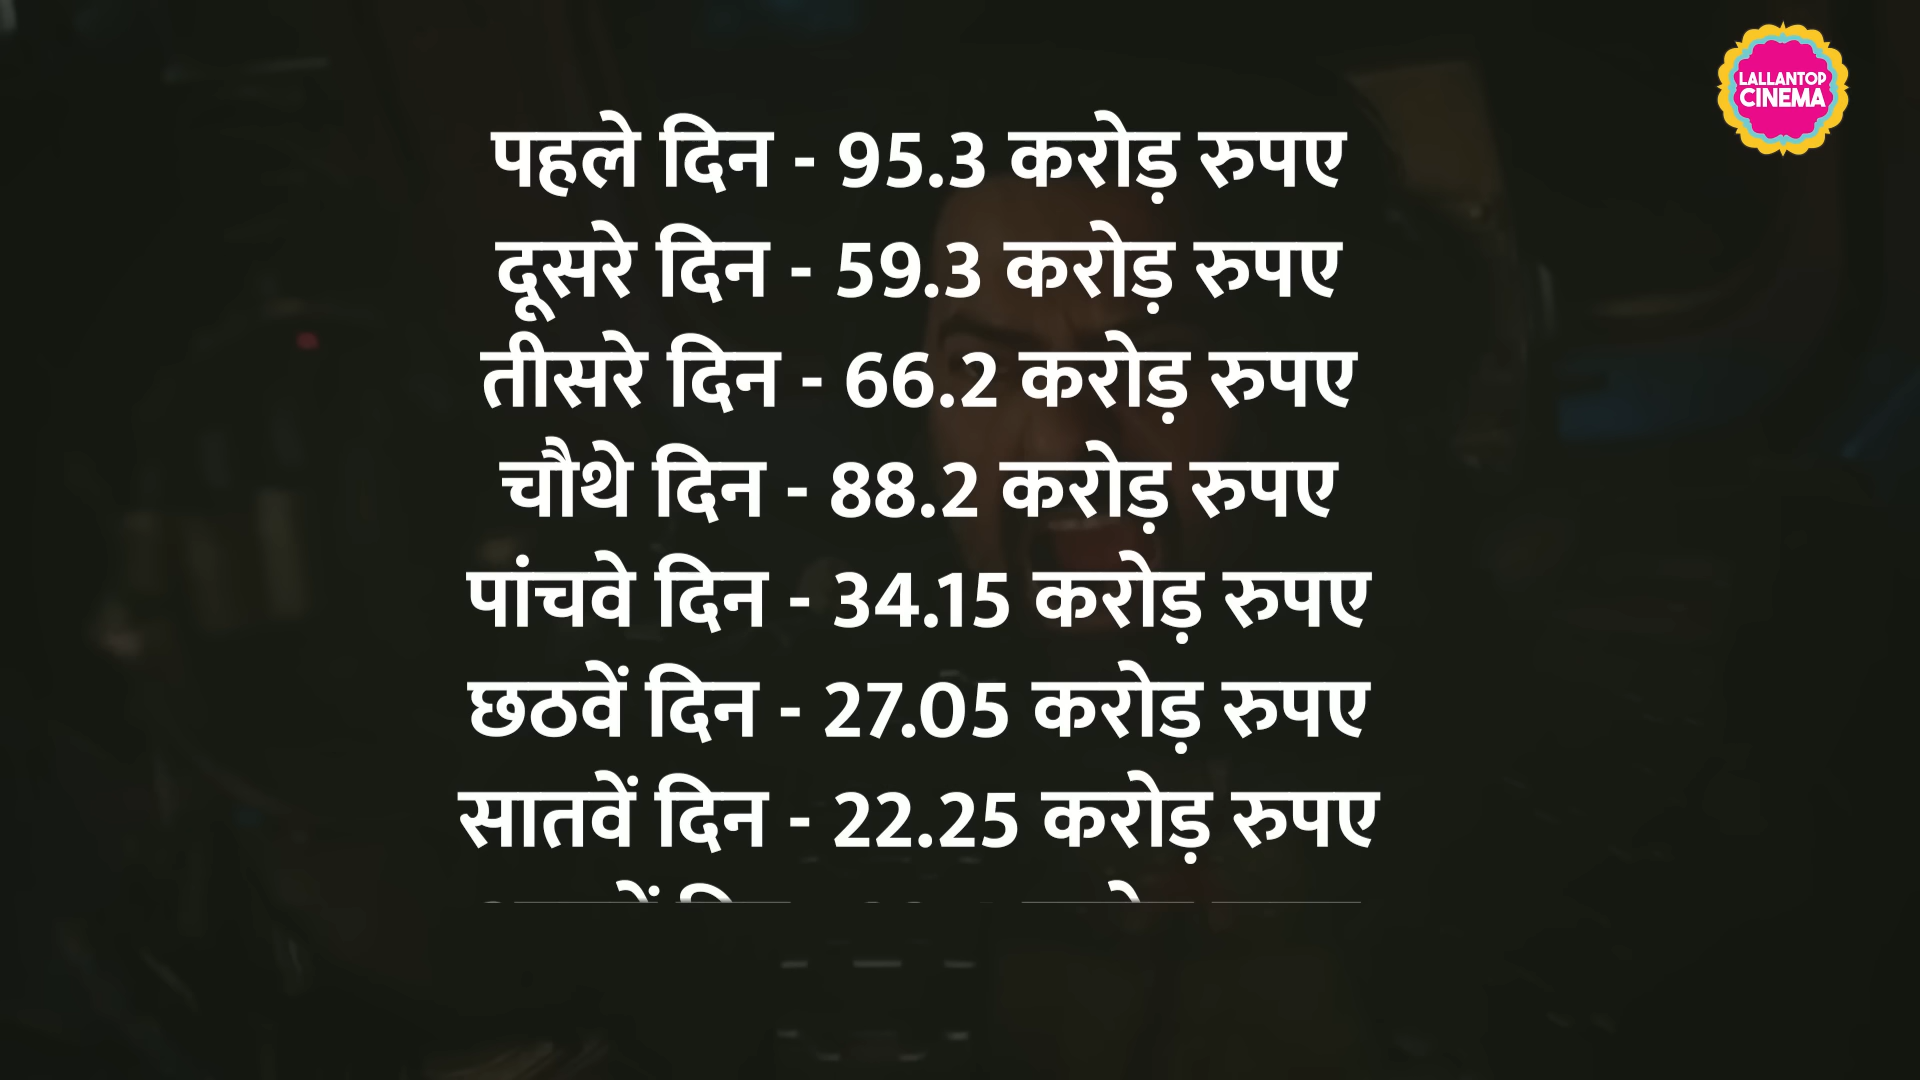 LALLANTOP
CINEMA
पहले दिन - 95.3 करोड़ रुपए
दूसरे दिन - 59.3 करोड़ रुपए
तीसरे दिन - 66.2 करोड़ रुपए
चौथे दिन - 88.2 करोड़ रुपए
पांचवे दिन - 34.15 करोड़ रुपए
छठवें दिन - 27.05 करोड़ रुपए
सातवें दिन - 22.25 करोड़ रुपए